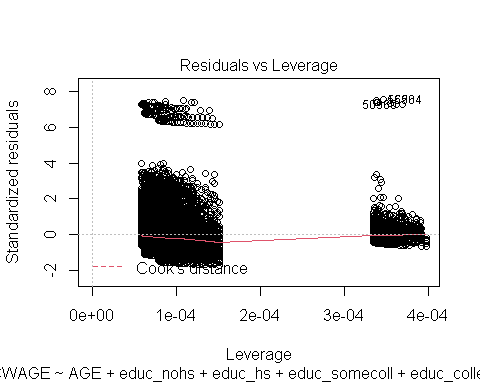 Residuals vs Leverage
Standardized residuals
8
6
4
2
0
-2
Cook's distance
0e+00 1e-04 2e-04 3e-04 4e-04
Leverage
CWAGE ~ AGE + educ_nohs + educ_hs + educ_somecoll + educ_colle